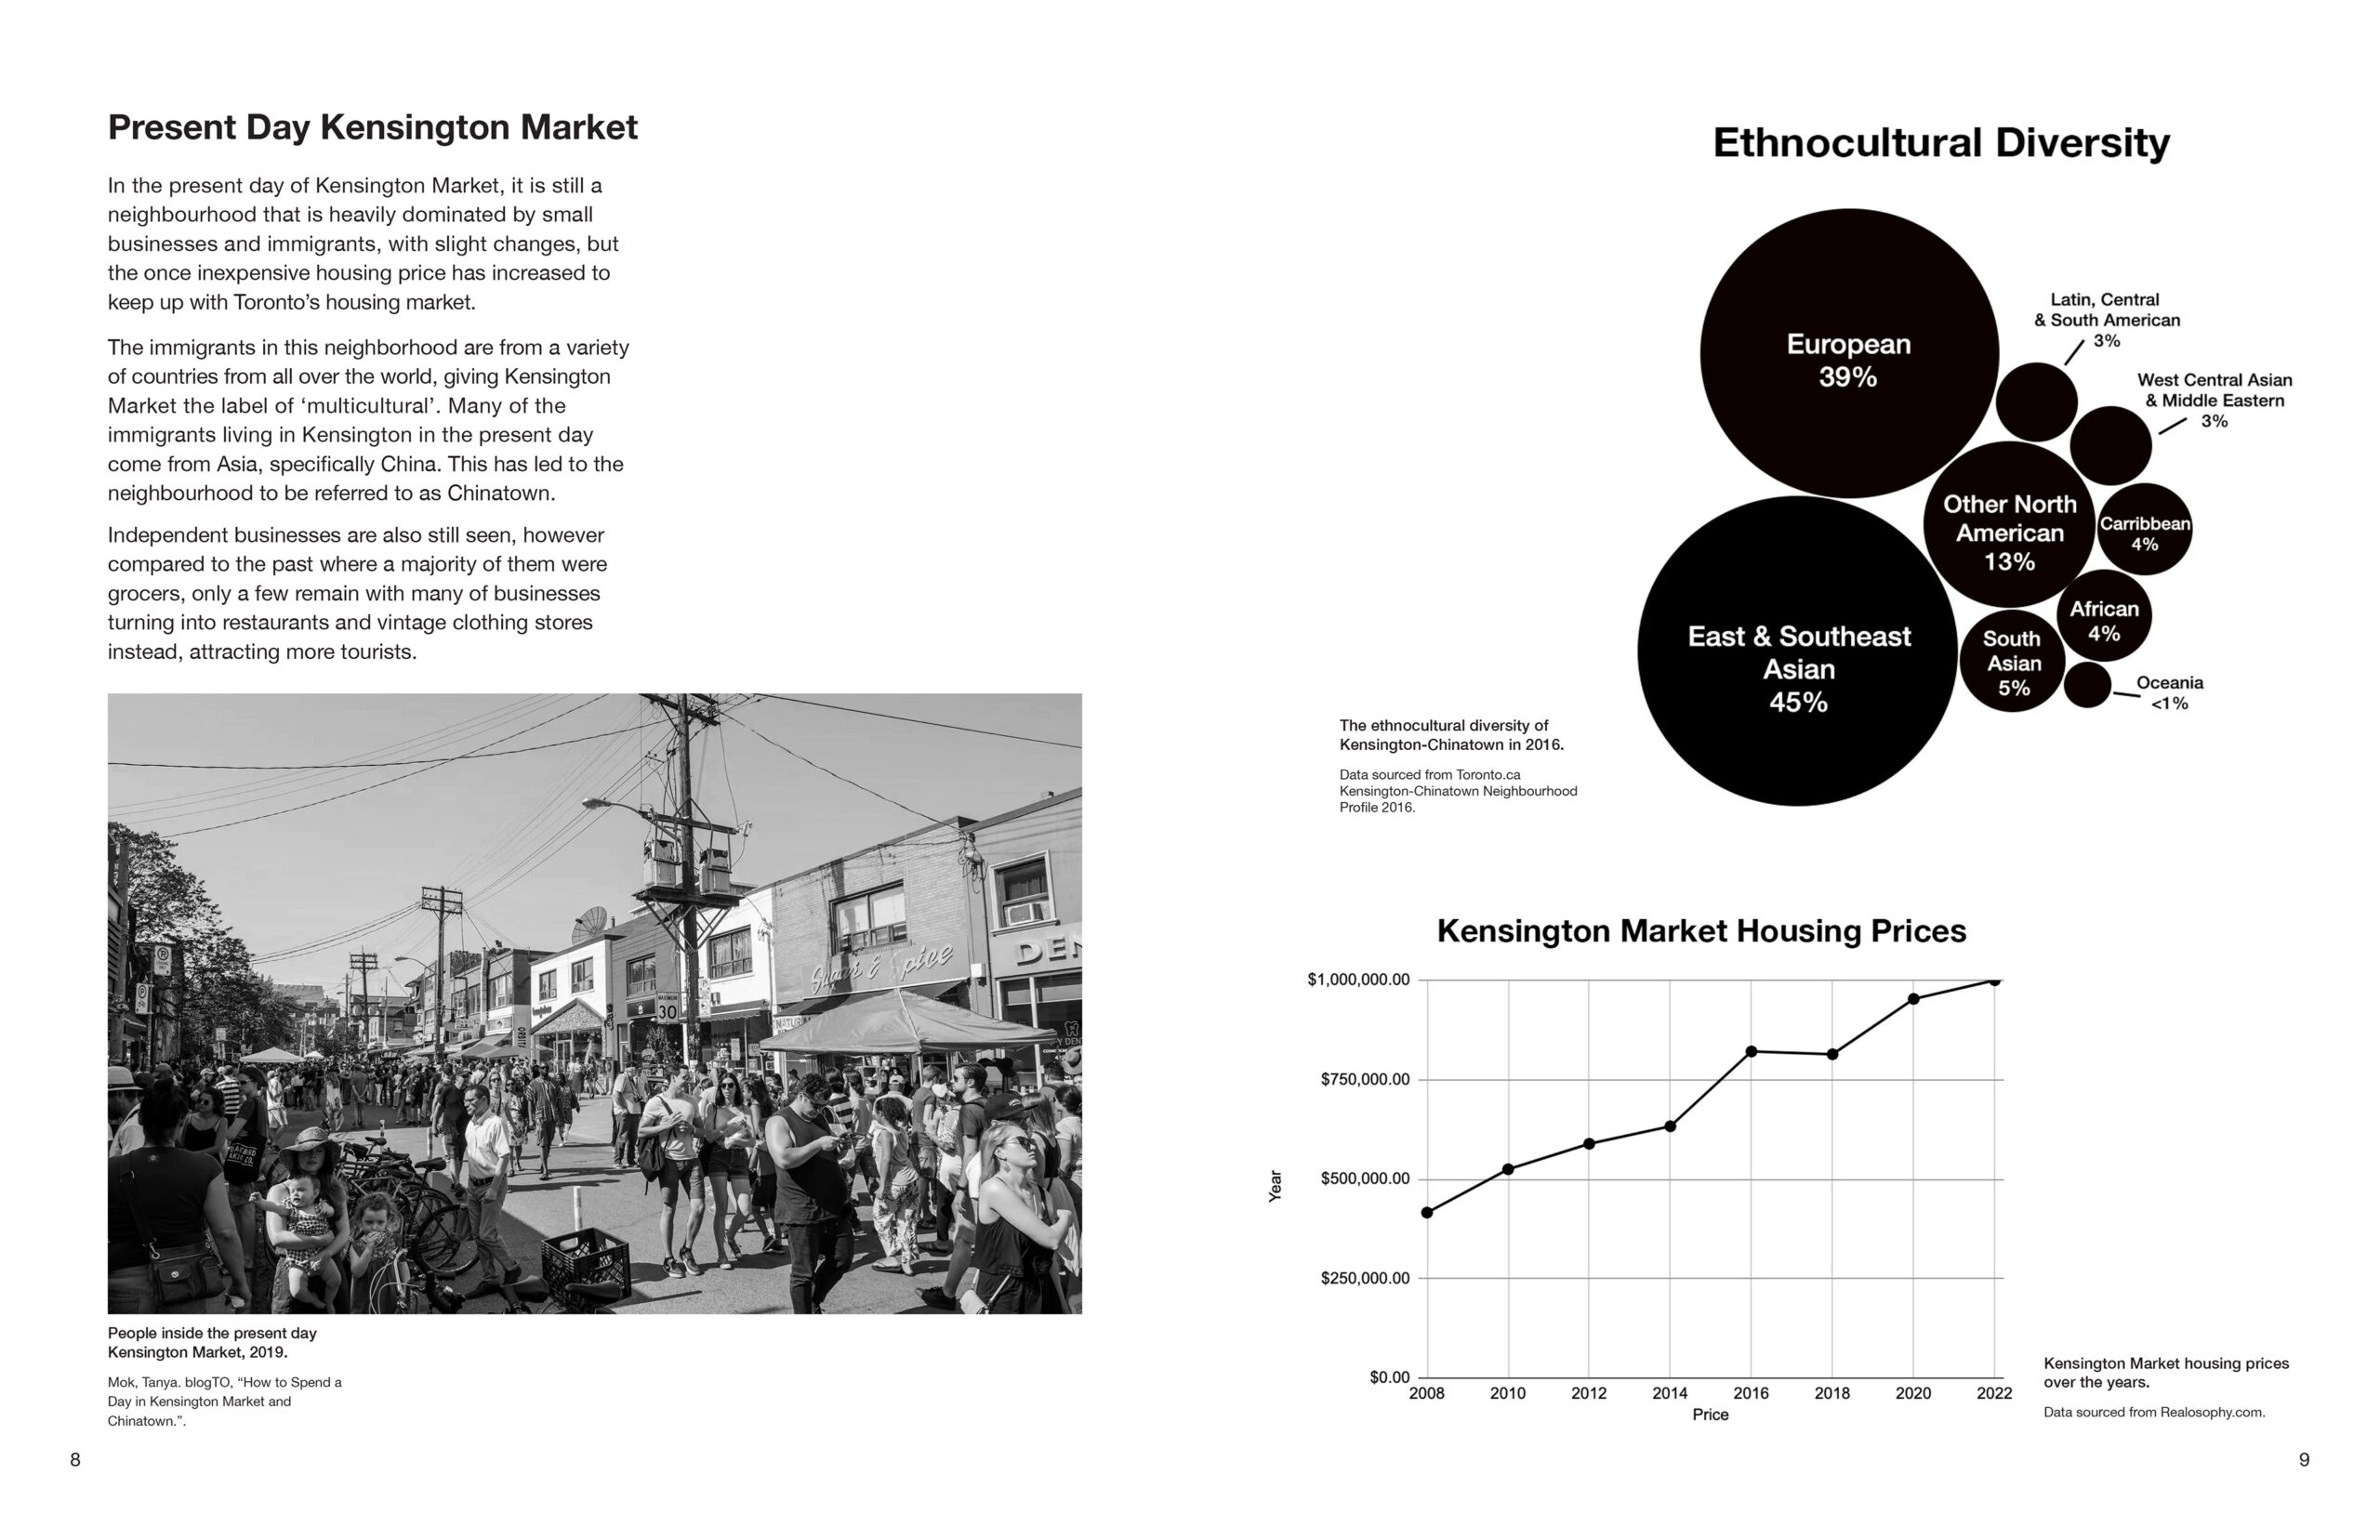 Present Day Kensington Market
In the present day of Kensington Market, it is still a
neighbourhood that is heavily dominated by small
businesses and immigrants, with slight changes, but
the once inexpensive housing price has increased to
keep up with Toronto’s housing market.
The immigrants in this neighborhood are from a variety
of countries from all over the world, giving Kensington
Market the label of ‘multicultural’. Many of the
immigrants living in Kensington in the present day
come from Asia, specifically China. This has led to the
neighbourhood to be referred to as Chinatown.
Independent businesses are also still seen, however
compared to the past where a majority of them were
grocers, only a few remain with many of businesses
turning into restaurants and vintage clothing stores
instead, attracting more tourists.
DEN
MAXIMUM
30
People inside the present day
Kensington Market, 2019.
Mok, Tanya. blogTO, “How to Spend a
Day in Kensington Market and
Chinatown.”.
8
Ethnocultural Diversity
European
39%
Latin, Central
& South American
3%
West Central Asian
& Middle Eastern
3%
Other North
American
13%
Carribbean
4%
African
4%
East & Southeast
Asian
45%
South
Asian
5%
Oceania
<1%
The ethnocultural diversity of
Kensington-Chinatown in 2016.
Data sourced from Toronto.ca
Kensington-Chinatown Neighbourhood
Profile 2016.
Kensington Market Housing Prices
$1,000,000.00
$750,000.00
$500,000.00
$250,000.00
$0.00
Year
2008 2010 2012 2014 2016 2018 2020 2022
Price
Kensington Market housing prices
over the years.
Data sourced from Realosophy.com.
9